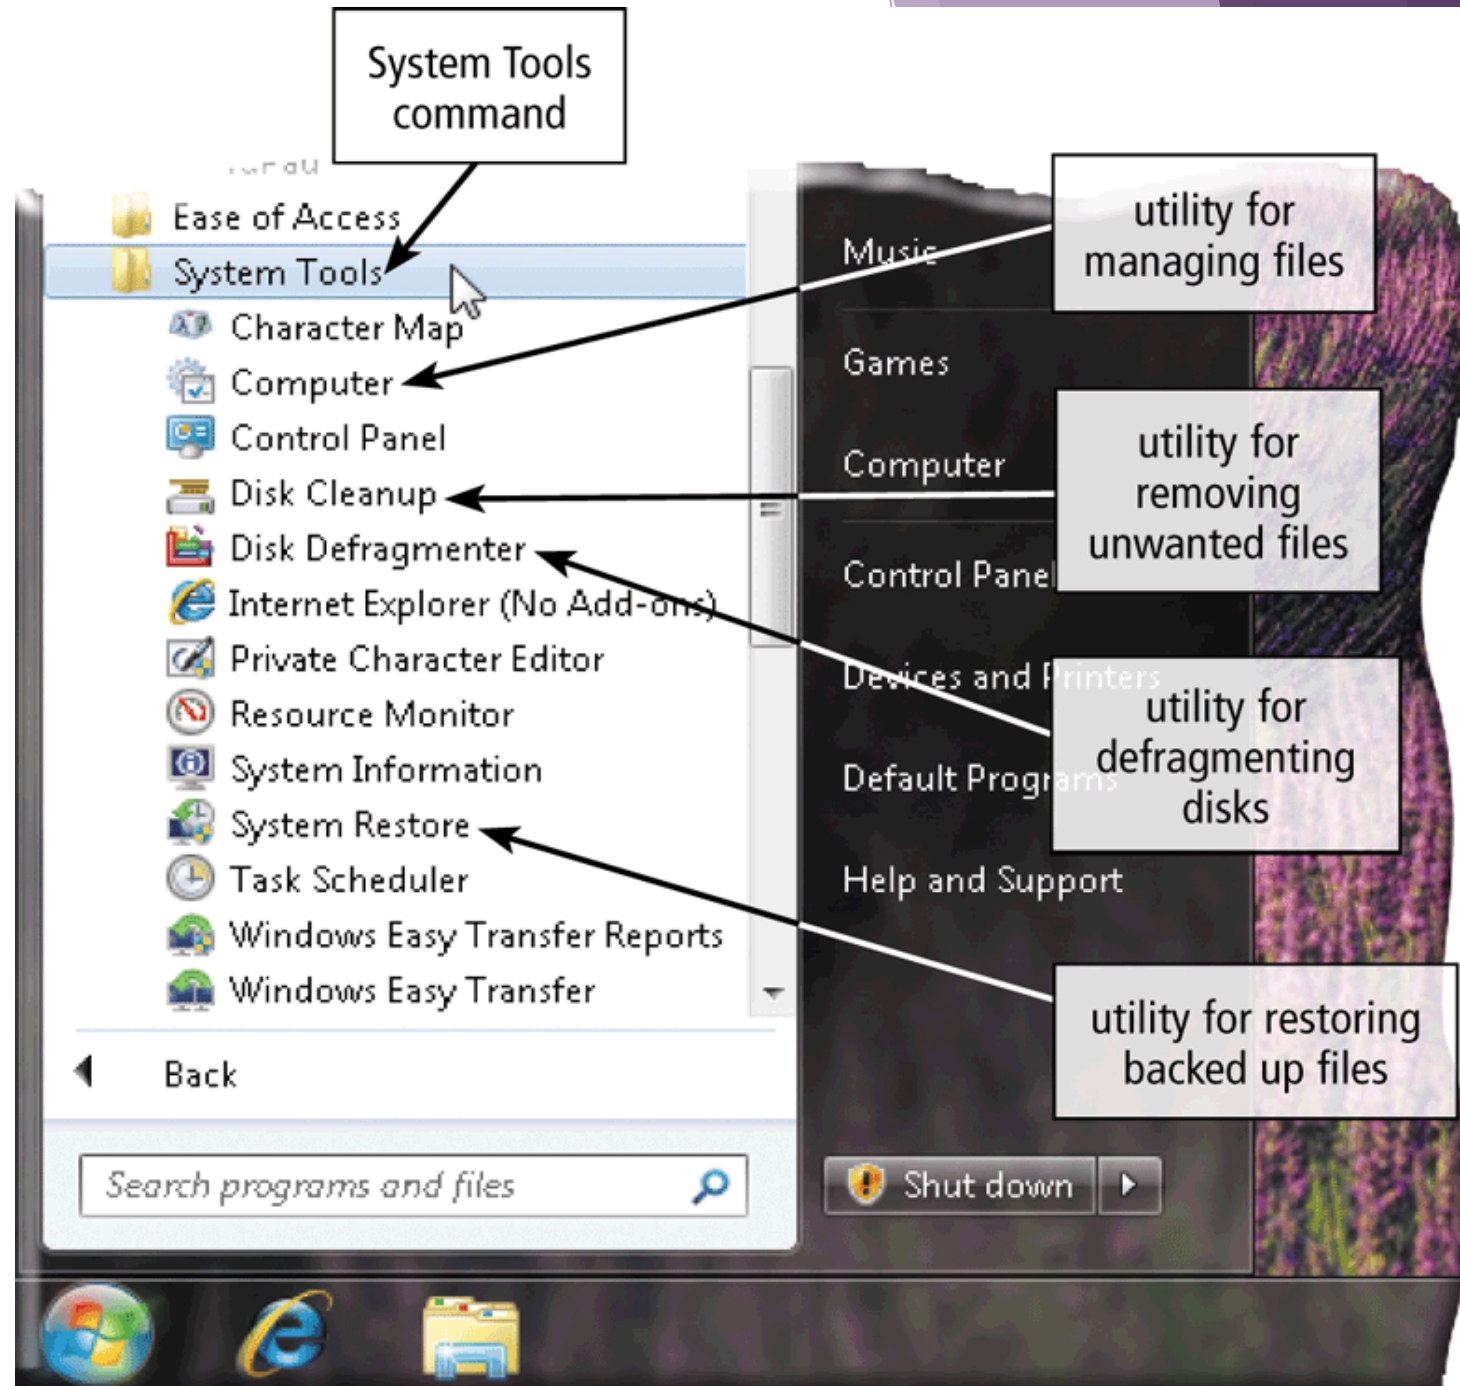 System Tools
command
Ease of Access
System Tools
Character Map
Computer
Control Panel
Disk Cleanup
Disk Defragmenter
Internet Explorer (No Add-ons)
Private Character Editor
Resource Monitor
System Information
System Restore
Task Scheduler
Windows Easy Transfer Reports
Windows Easy Transfer
Back
Search programs and files
Music
Games
Computer
Control Panel
Devices and Printers
Default Programs
Help and Support
Shut down
utility for
managing files
utility for
removing
unwanted files
utility for
defragmenting
disks
utility for restoring
backed up files